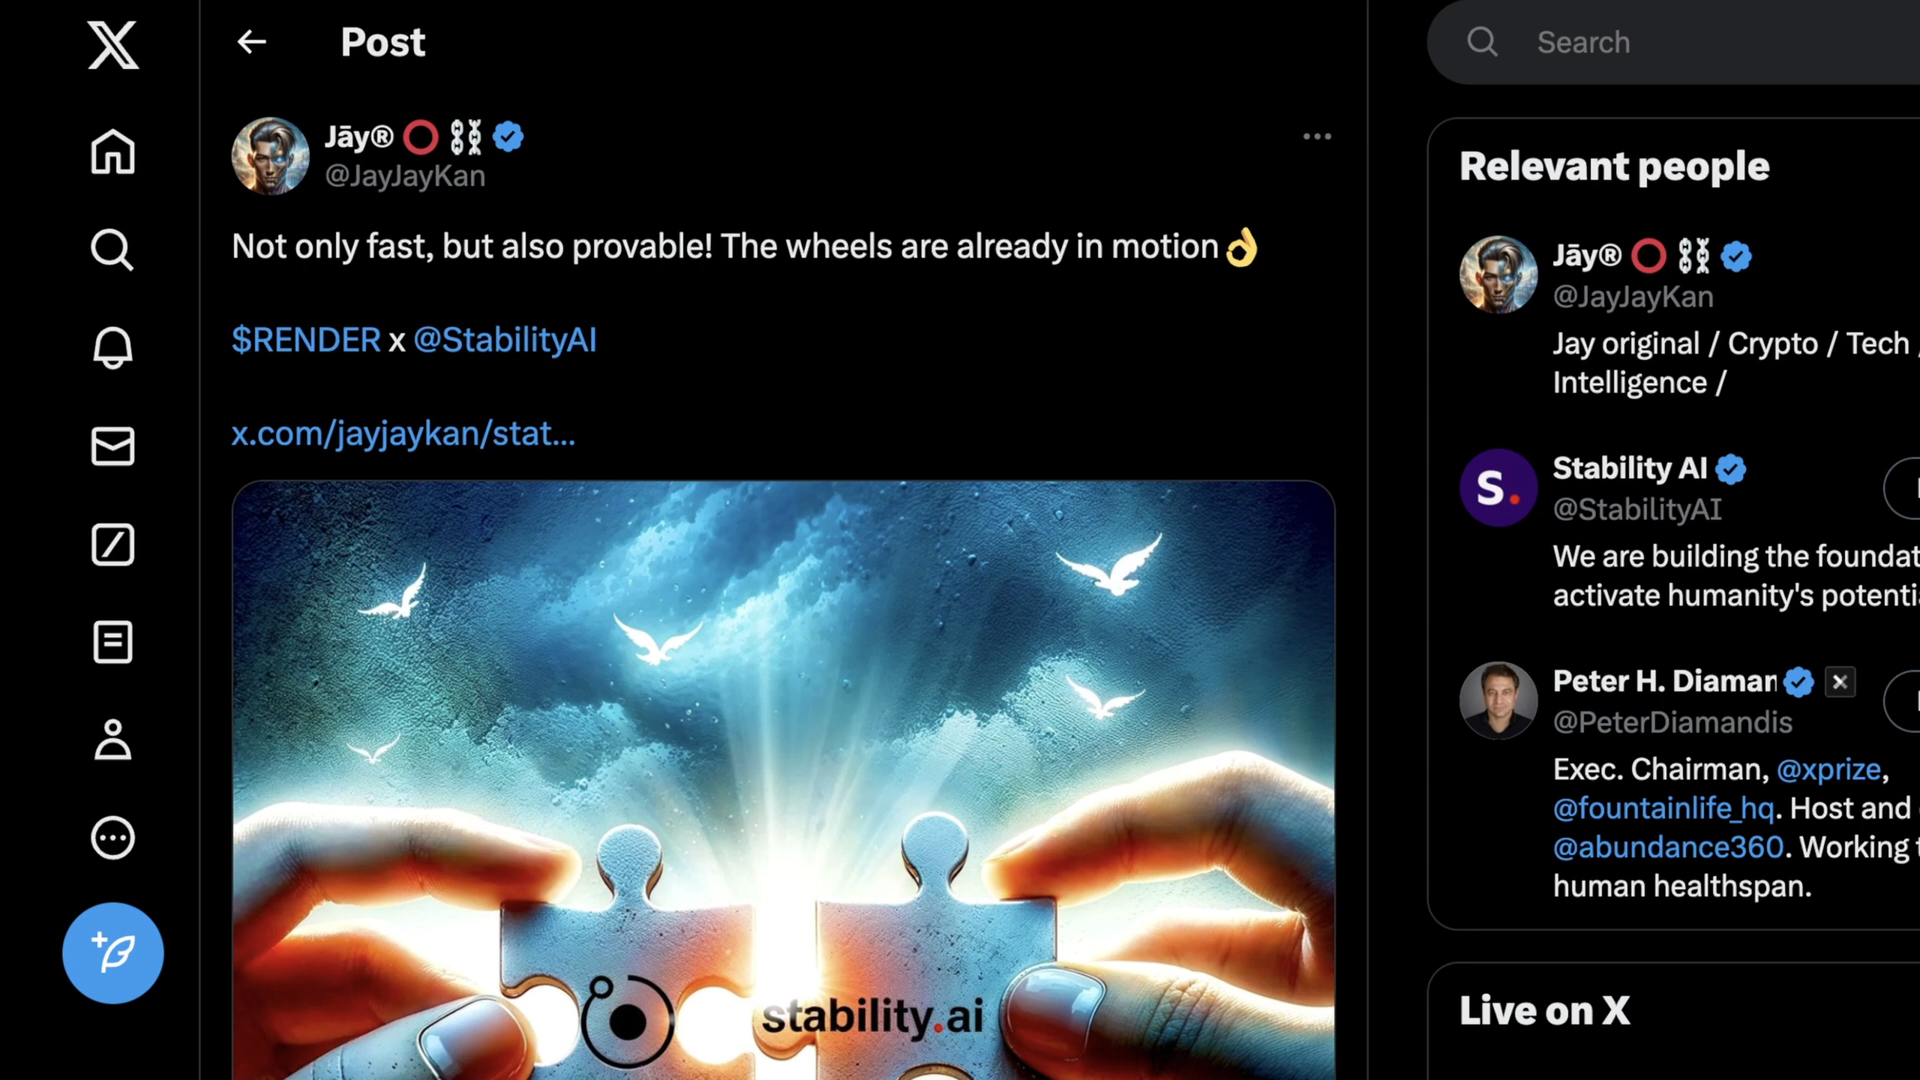 Post
Search
Jāy®
@JayJayKan
Not only fast, but also provable! The wheels are already in motion👌
$RENDER x @StabilityAI
x.com/jayjaykan/stat...
stability.ai
Relevant people
Jāy®
@JayJayKan
Jay original / Crypto / Tech /
Intelligence /
Stability AI
@StabilityAI
We are building the foundat
activate humanity's potenti
Peter H. Diaman
@PeterDiamandis
Exec. Chairman, @xprize,
@fountainlife_hq. Host and
@abundance360. Working
human healthspan.
Live on X